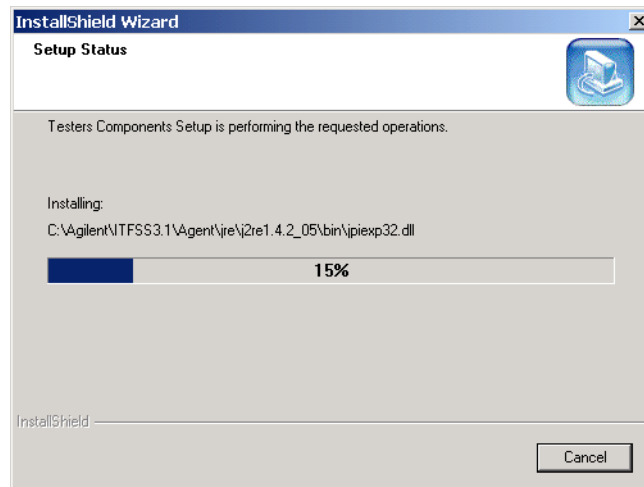 InstallShield Wizard
Setup Status
Testers Components Setup is performing the requested operations.
Installing:
C:\Agilent\ITFSS3.1\Agent\jre\j2re1.4.2_05\bin\jpiexp32.dll
15%
InstallShield
Cancel